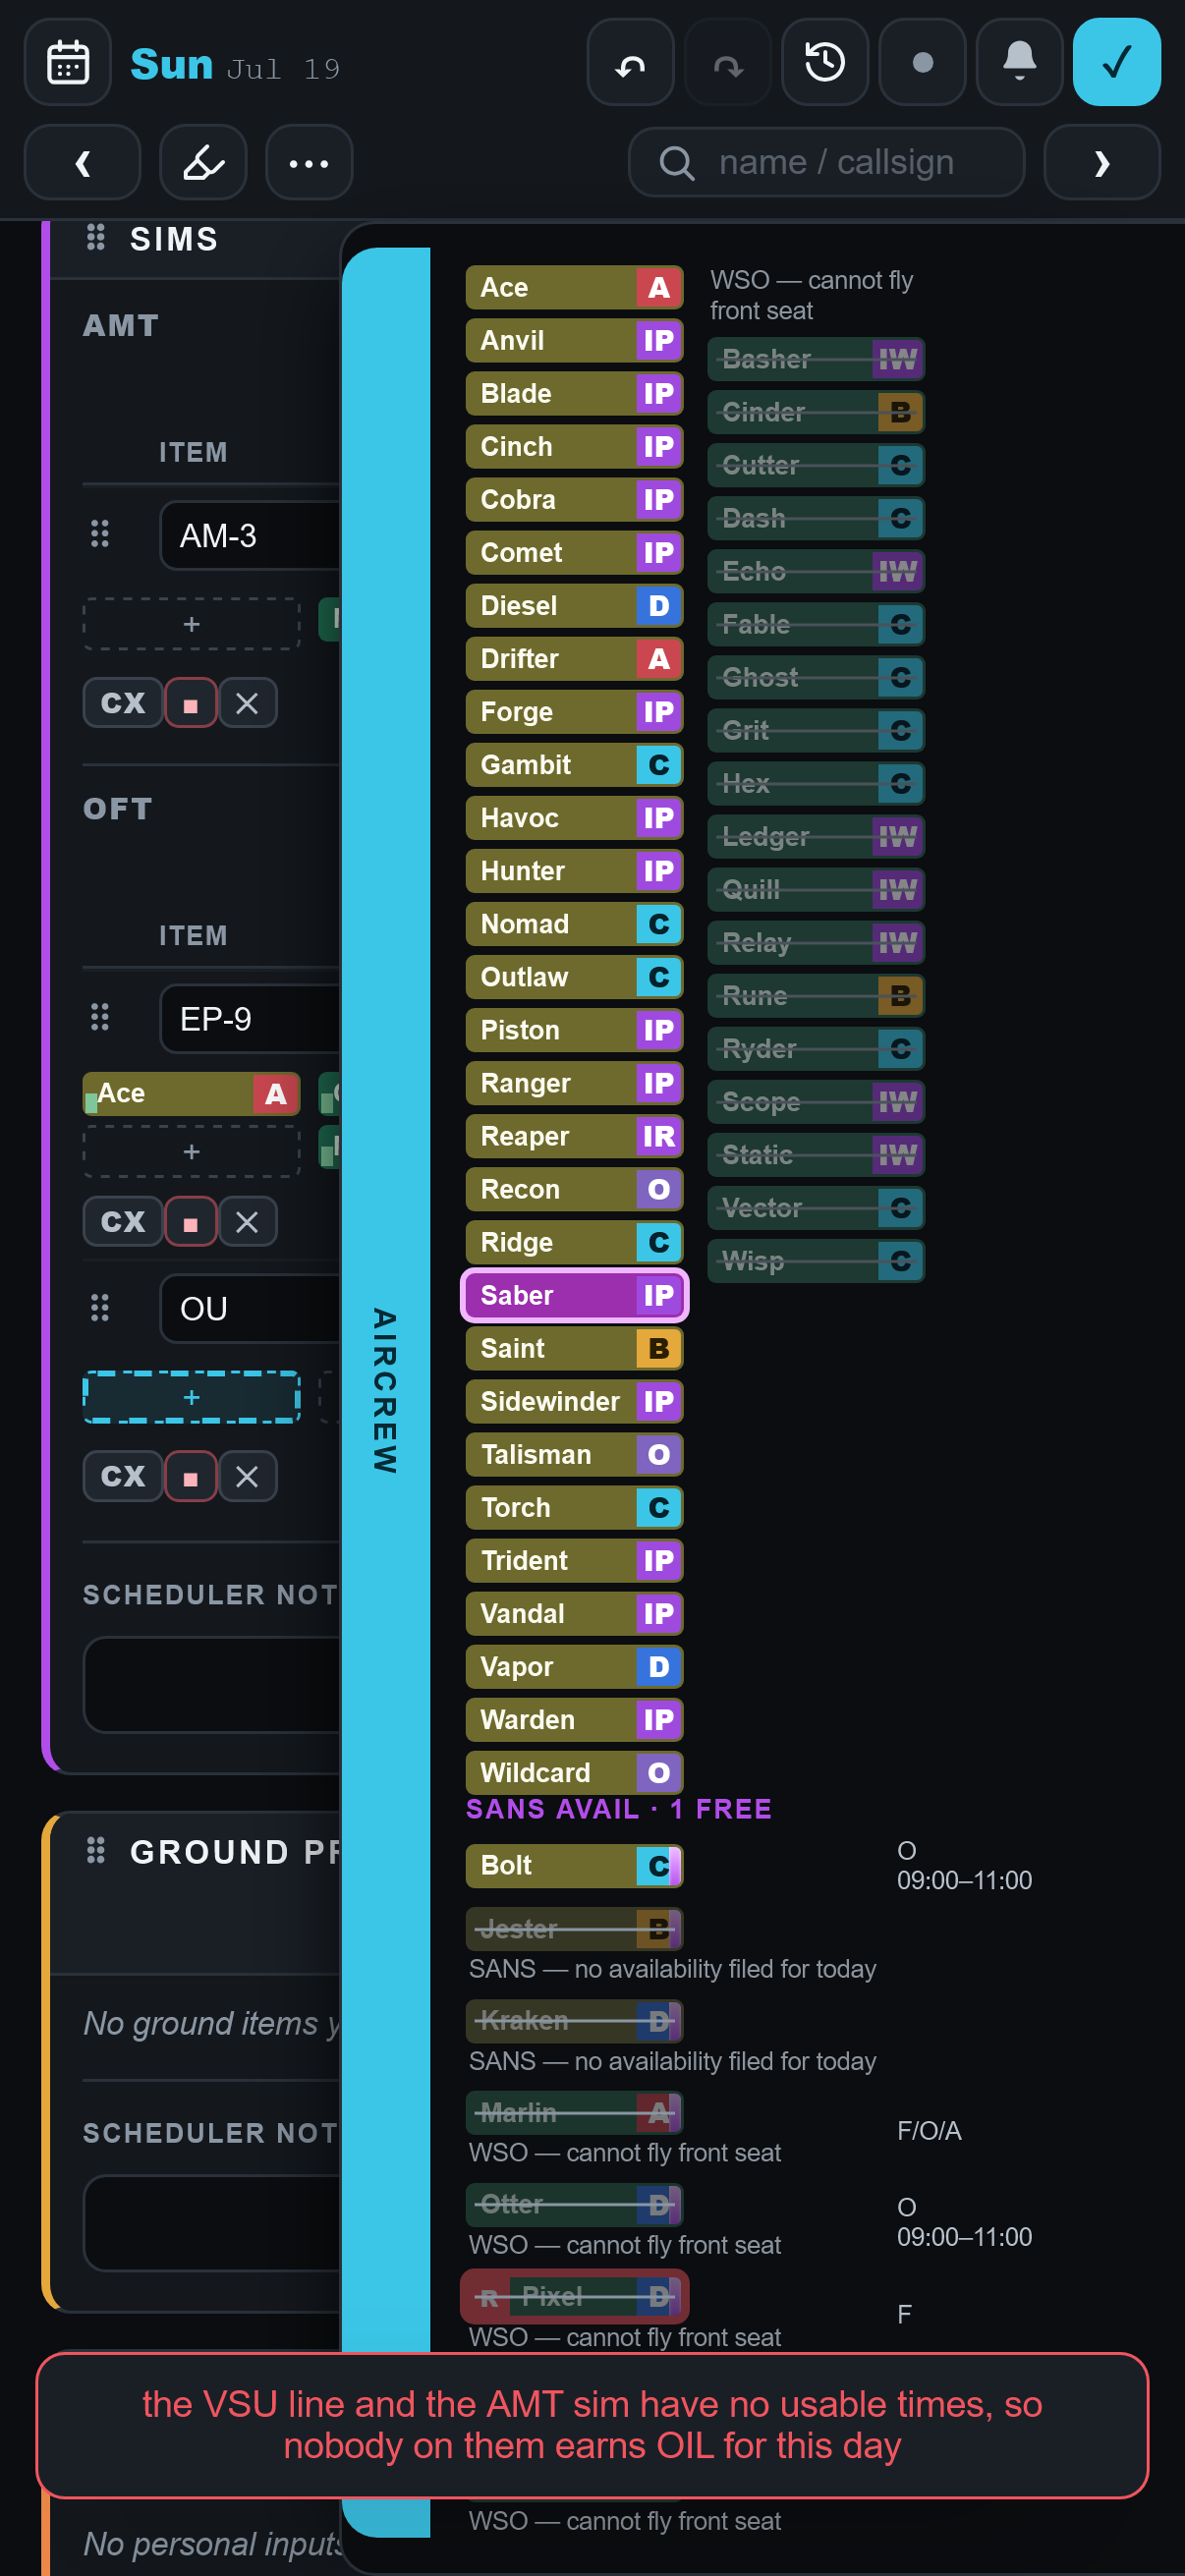 Sun Jul 19
name / callsign
SIMS
AMT
ITEM
AM-3
+
CX
OFT
ITEM
EP-9
Ace A
+
CX
OU
+
CX
SCHEDULER NOT
GROUND PR
No ground items y
SCHEDULER NOT
No personal inputs
AIRCREW
Ace A
Anvil IP
Blade IP
Cinch IP
Cobra IP
Comet IP
Diesel D
Drifter A
Forge IP
Gambit C
Havoc IP
Hunter IP
Nomad C
Outlaw C
Piston IP
Ranger IP
Reaper IR
Recon O
Ridge C
Saber IP
Saint B
Sidewinder IP
Talisman O
Torch C
Trident IP
Vandal IP
Vapor D
Warden IP
Wildcard O
WSO — cannot fly
front seat
Basher IW
Cinder B
Cutter C
Dash C
Echo IW
Fable C
Ghost C
Grit C
Hex C
Ledger IW
Quill IW
Relay IW
Rune B
Ryder C
Scope IW
Static IW
Vector C
Wisp C
SANS AVAIL · 1 FREE
Bolt C
O
09:00–11:00
Jester B
SANS — no availability filed for today
Kraken D
SANS — no availability filed for today
Marlin A
F/O/A
WSO — cannot fly front seat
Otter D
O
09:00–11:00
WSO — cannot fly front seat
R Pixel D
F
WSO — cannot fly front seat
the VSU line and the AMT sim have no usable times, so
nobody on them earns OIL for this day
WSO — cannot fly front seat